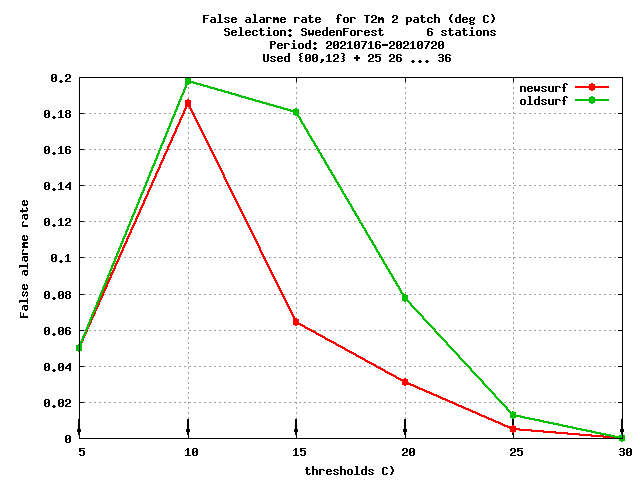 False alarme rate  for T2m 2 patch (deg C)
Selection: SwedenForest      6 stations
Period: 20210716-20210720
Used {00,12} + 25 26 ... 36
newsurf
oldsurf
0.2
0.18
0.16
0.14
0.12
0.1
0.08
0.06
0.04
0.02
0
False alarme rate
5 10 15 20 25 30
thresholds C)